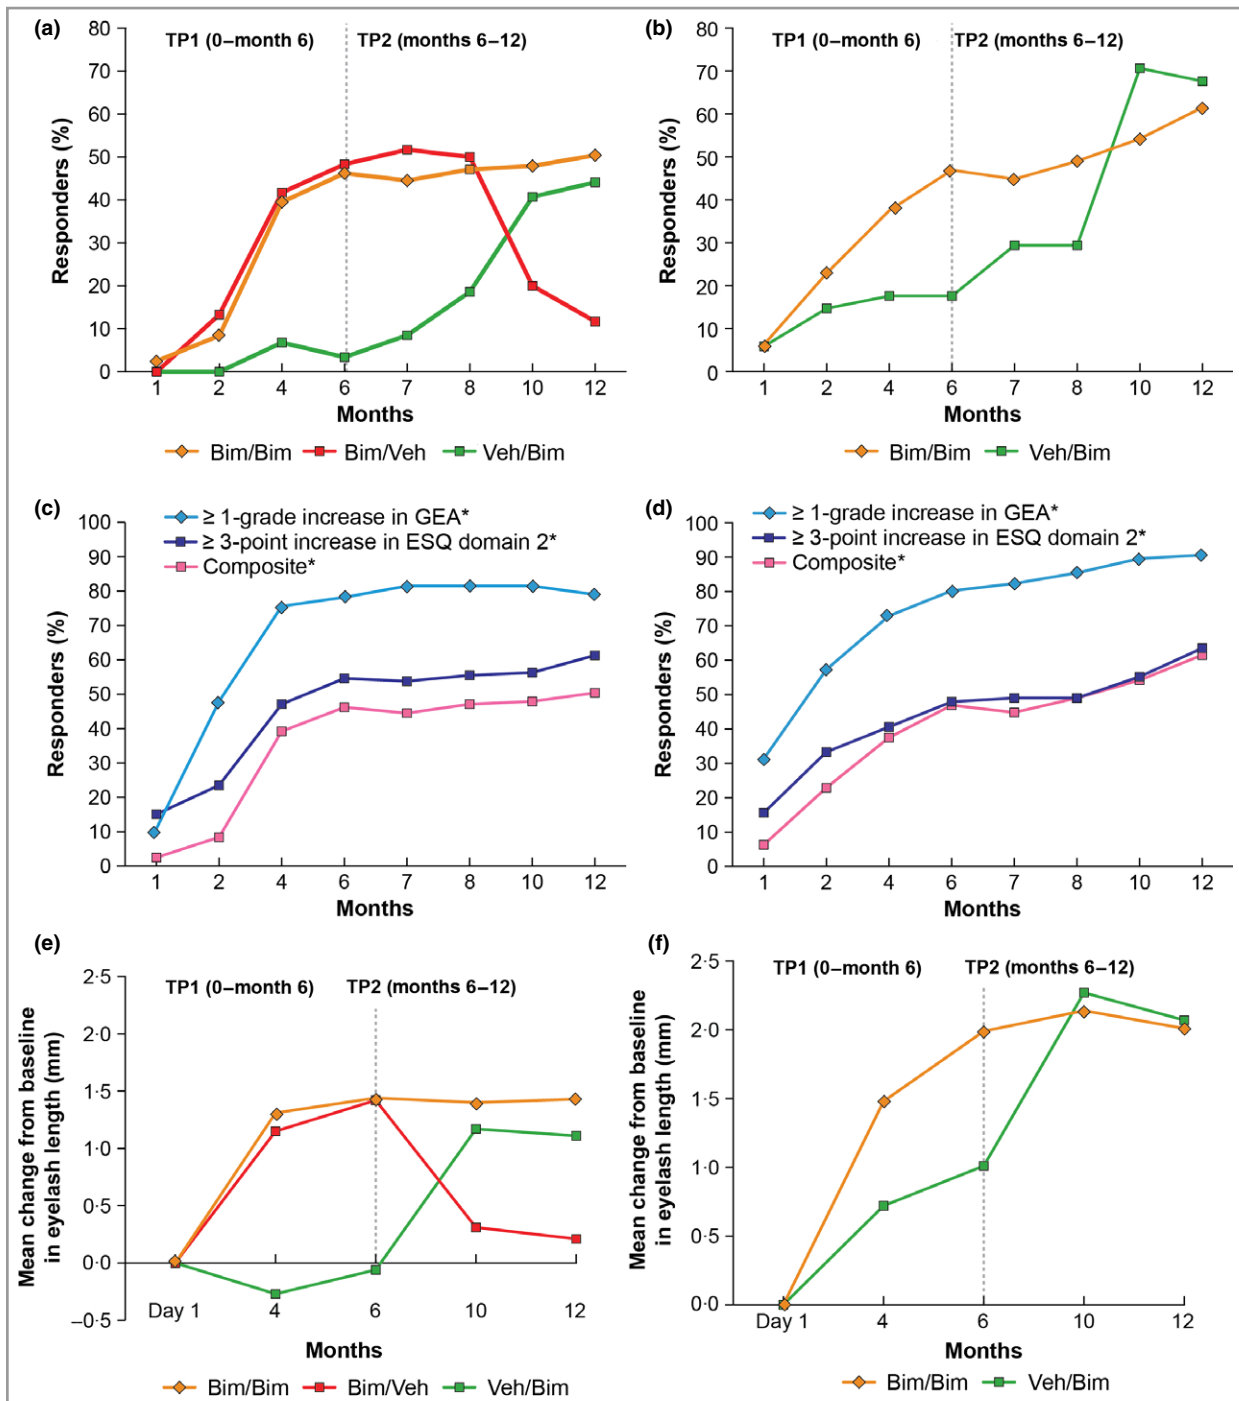 (a)
80
70
60
50
40
30
20
10
0
Responders (%)
TP1 (0–month 6)
TP2 (months 6–12)
1 2 4 6 7 8 10 12
Months
Bim/Bim Bim/Veh Veh/Bim
(b)
80
70
60
50
40
30
20
10
0
Responders (%)
TP1 (0–month 6)
TP2 (months 6–12)
1 2 4 6 7 8 10 12
Months
Bim/Bim Veh/Bim
(c)
≥ 1-grade increase in GEA*
≥ 3-point increase in ESQ domain 2*
Composite*
100
90
80
70
60
50
40
30
20
10
0
Responders (%)
1 2 4 6 7 8 10 12
Months
(d)
≥ 1-grade increase in GEA*
≥ 3-point increase in ESQ domain 2*
Composite*
100
90
80
70
60
50
40
30
20
10
0
Responders (%)
1 2 4 6 7 8 10 12
Months
(e)
2·5
2·0
1·5
1·0
0·5
0·0
–0·5
Mean change from baseline
in eyelash length (mm)
TP1 (0–month 6)
TP2 (months 6–12)
Day 1 4 6 10 12
Months
Bim/Bim Bim/Veh Veh/Bim
(f)
2·5
2·0
1·5
1·0
0·5
0·0
Mean change from baseline
in eyelash length (mm)
TP1 (0–month 6)
TP2 (months 6–12)
Day 1 4 6 10 12
Months
Bim/Bim Veh/Bim